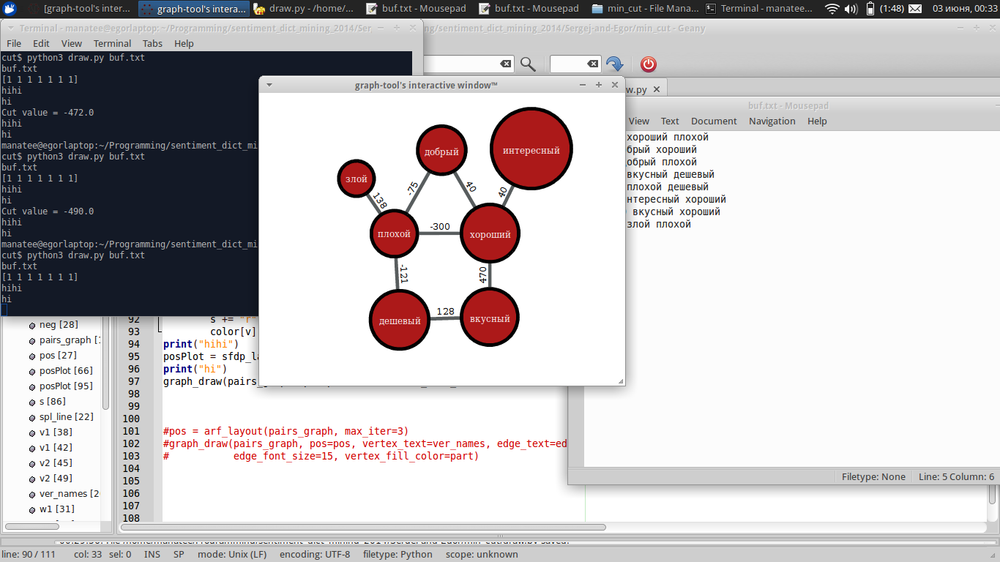 [graph-tool's inter...
graph-tool's intera...
draw.py - /home/...
buf.txt - Mousepad
buf.txt - Mousepad
min_cut - File Mana...
Terminal - manatee...
(1:48)
03 июня, 00:33
Terminal - manatee@egorlaptop: ~/Programming/sentiment_dict_mining_2014/Ser
ng/sentiment_dict_mining_2014/Sergej-and-Egor/min_cut - Geany
File Edit View Terminal Tabs Help
cut$ python3 draw.py buf.txt
buf.txt
[1 1 1 1 1 1 1]
hihi
hi
Cut value = -472.0
hihi
hi
manatee@egorlaptop:~/Programming/sentiment_dict_mi
cut$ python3 draw.py buf.txt
buf.txt
[1 1 1 1 1 1 1]
hihi
hi
Cut value = -490.0
hihi
hi
manatee@egorlaptop:~/Programming/sentiment_dict_mi
cut$ python3 draw.py buf.txt
buf.txt
[1 1 1 1 1 1 1]
hihi
hi
graph-tool's interactive window™
интересный
добрый
злой
138
-75
40
40
плохой
-300
хороший
-121
470
дешевый
128
вкусный
w.py
buf.txt - Mousepad
View Text Document Navigation Help
хороший плохой
брый хороший
обрый плохой
вкусный дешевый
плохой дешевый
нтересный хороший
вкусный хороший
злой плохой
Filetype: None Line: 5 Column: 6
neg [28]
pairs_graph [
pos [27]
posPlot [66]
posPlot [95]
s [86]
spl_line [22]
v1 [38]
v1 [42]
v2 [45]
v2 [49]
ver_names [2
w1 [31]
92 s += "r"
93 color[v]
94 print("hihi")
95 posPlot = sfdp_la
96 print("hi")
97 graph_draw(pairs_g
98
99
100
101 #pos = arf_layout(pairs_graph, max_iter=3)
102 #graph_draw(pairs_graph, pos=pos, vertex_text=ver_names, edge_text=ed
103 # edge_font_size=15, vertex_fill_color=part)
104
105
106
107
108
line: 90 / 111 col: 33 sel: 0 INS SP mode: Unix (LF) encoding: UTF-8 filetype: Python scope: unknown